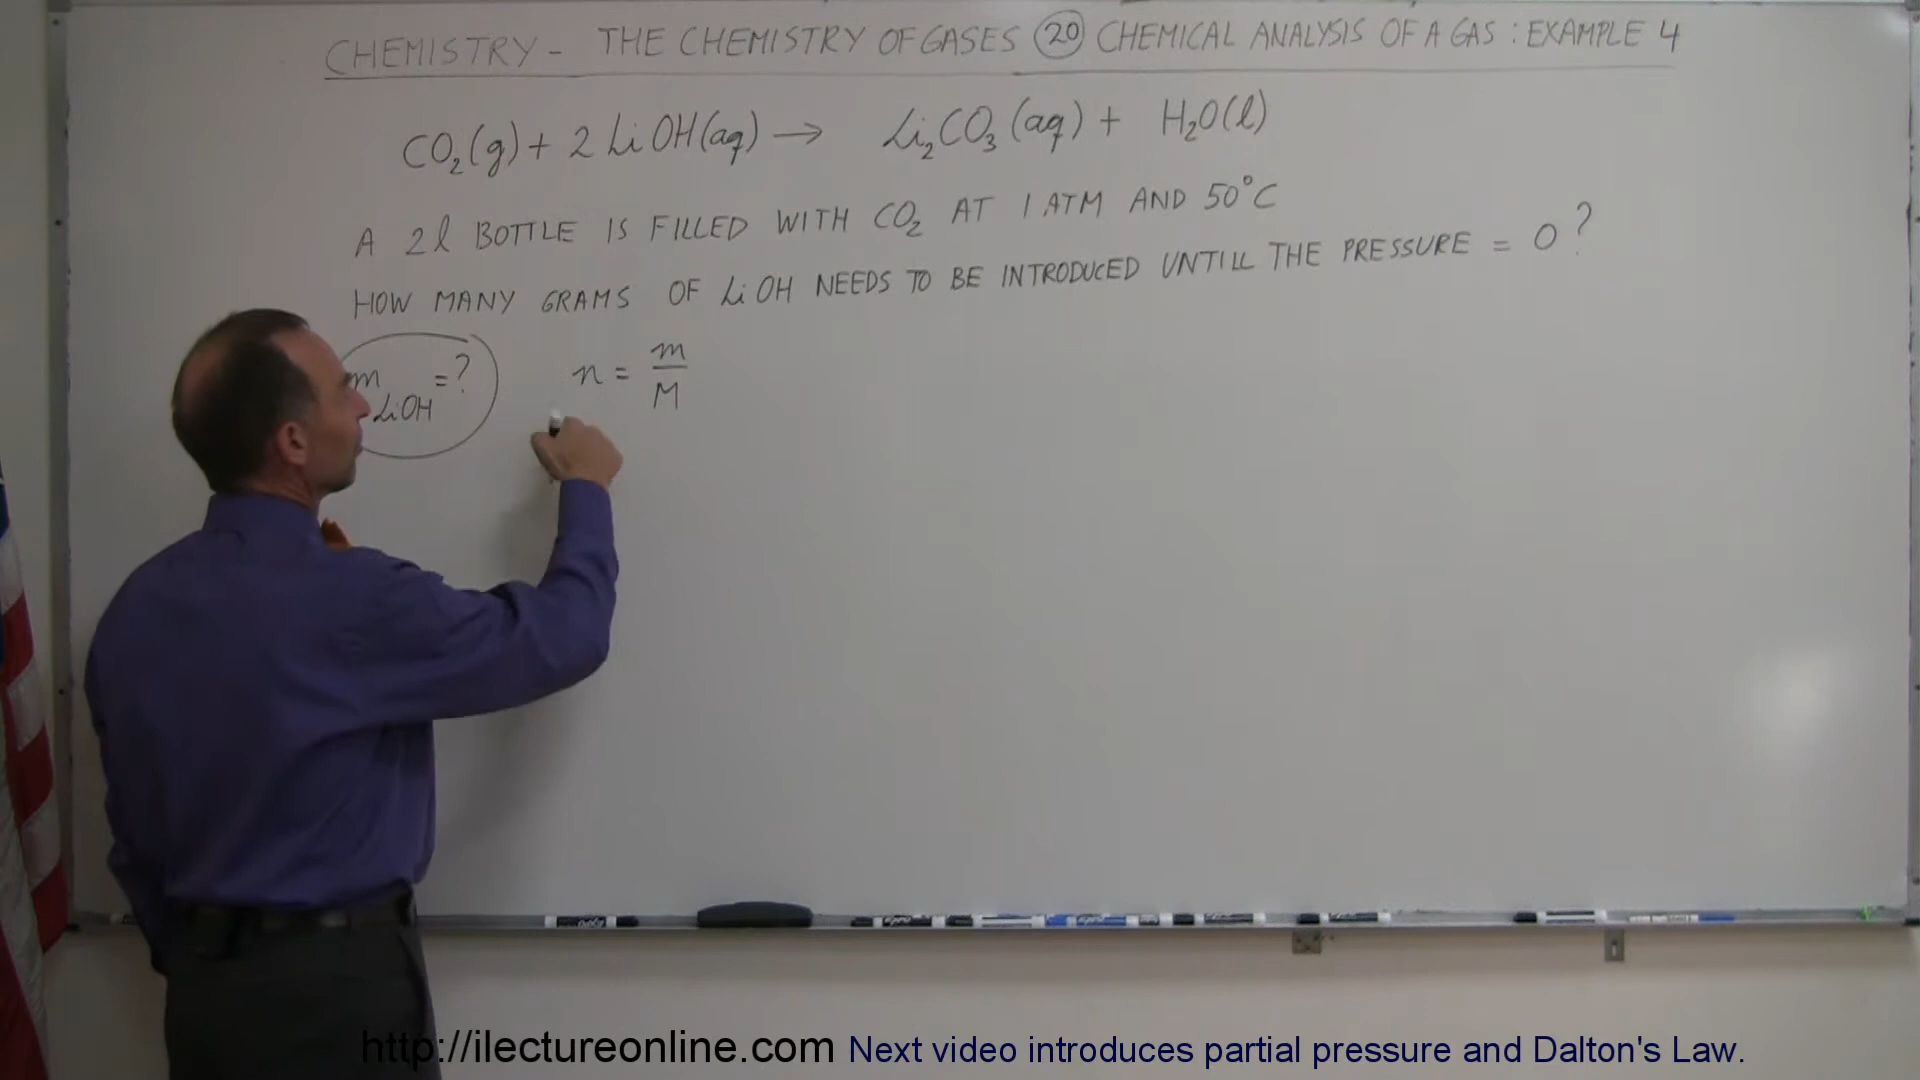 CHEMISTRY - THE CHEMISTRY OF GASES 20 CHEMICAL ANALYSIS OF A GAS : EXAMPLE 4
CO₂(g) + 2 LiOH(aq) → Li₂CO₃(aq) + H₂O(l)
A 2l BOTTLE IS FILLED WITH CO₂ AT 1 ATM AND 50°C
HOW MANY GRAMS OF LiOH NEEDS TO BE INTRODUCED UNTILL THE PRESSURE = 0?
m LiOH = ? n = m/M
http://ilectureonline.com Next video introduces partial pressure and Dalton's Law.